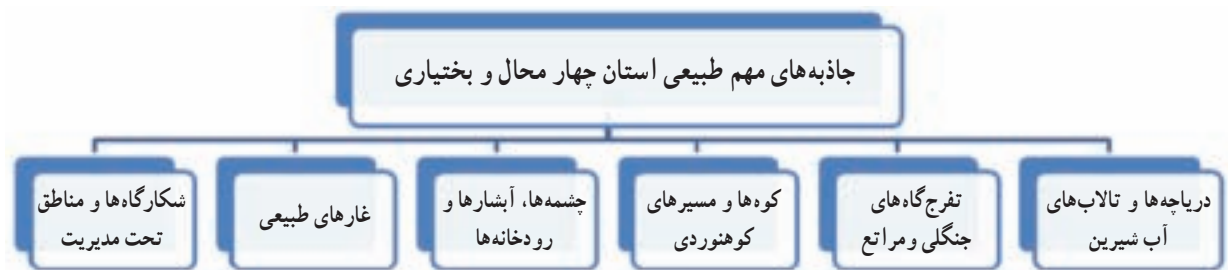 جاذبه‌های مهم طبیعی استان چهار محال و بختیاری
دریاچه‌ها و تالاب‌های
آب شیرین
تفرج‌گاه‌های
جنگلی و مراتع
کوه‌ها و مسیرهای
کوهنوردی
چشمه‌ها، آبشارها و
رودخانه‌ها
غارهای طبیعی
شکارگاه‌ها و مناطق
تحت مدیریت